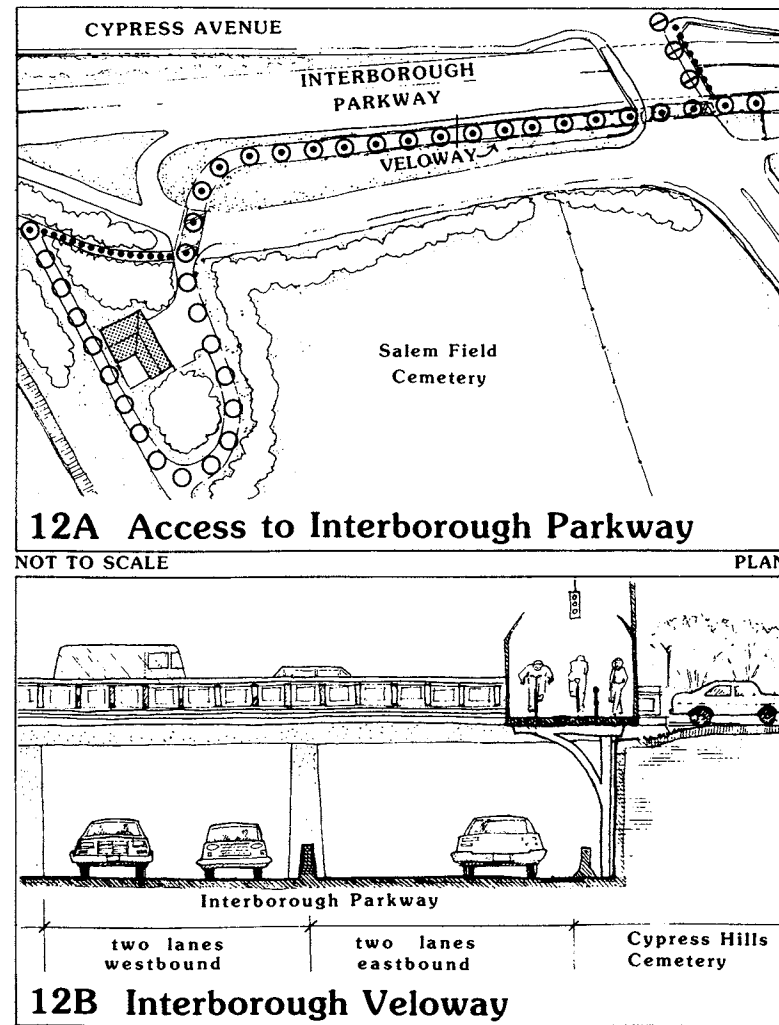 CYPRESS AVENUE
INTERBOROUGH
PARKWAY
VELOWAY
Salem Field
Cemetery
12A Access to Interborough Parkway
NOT TO SCALE PLAN
Interborough Parkway
two lanes
westbound
two lanes
eastbound
Cypress Hills
Cemetery
12B Interborough Veloway